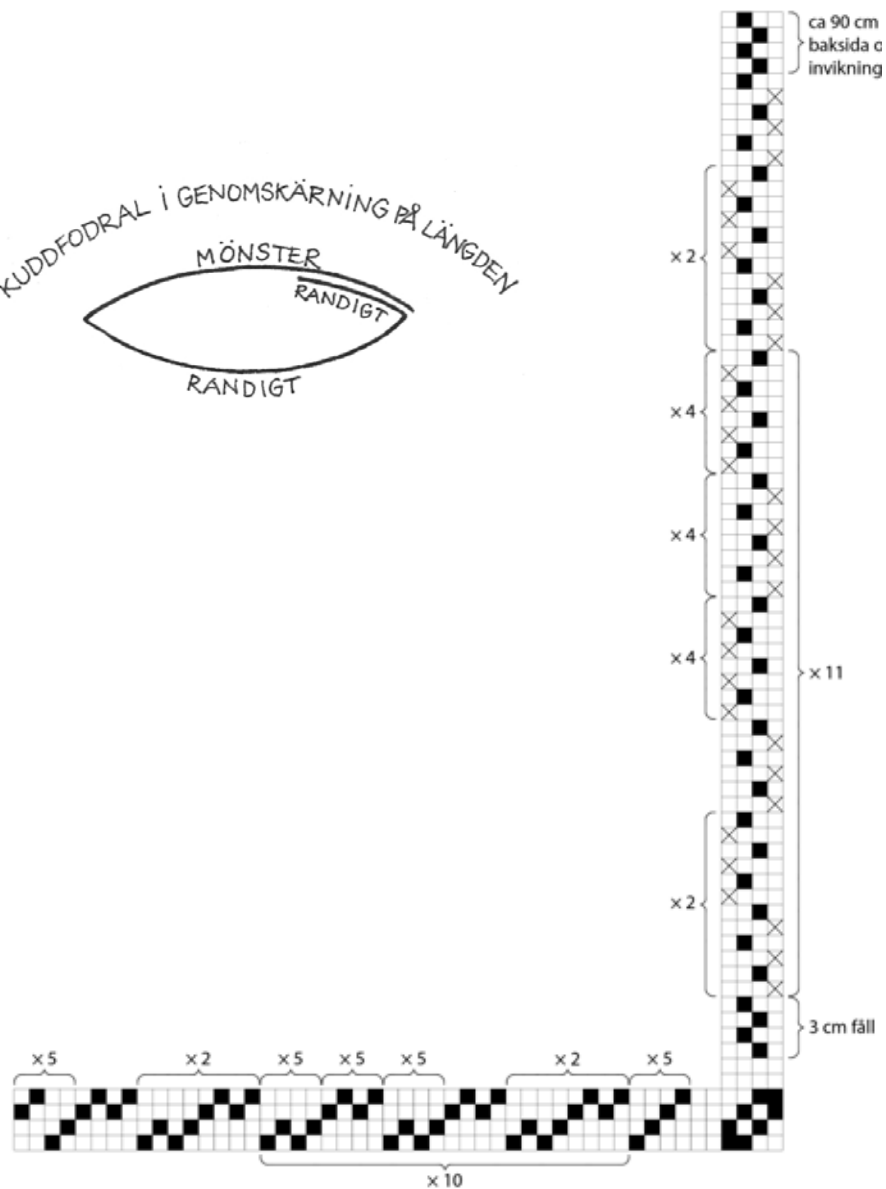 ca 90 cm
baksida o
invikning
KUDDFODRAL i GENOMSKÄRNING PÅ LÄNGDEN
MÖNSTER
RANDIGT
RANDIGT
×2
×4
×4
×4
×11
×2
3 cm fåll
×5
×2
×5
×5
×5
×2
×5
×10